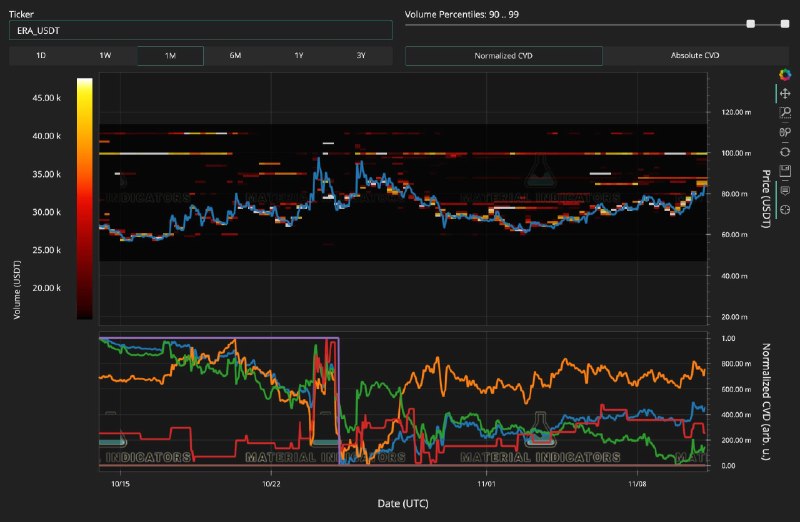 Ticker
Volume Percentiles: 90 .. 99
ERA_USDT
1D 1W 1M 6M 1Y 3Y
Normalized CVD Absolute CVD
Volume (USDT)
45.00 k
40.00 k
35.00 k
30.00 k
25.00 k
20.00 k
INDICATORS MATERIAL INDICATORS MATERIAL INDICATORS
120.00 m
100.00 m
80.00 m
60.00 m
40.00 m
20.00 m
Price (USDT)
1.00
800.00 m
600.00 m
400.00 m
200.00 m
0.00
Normalized CVD (arb. u.)
INDICATORS MATERIAL INDICATORS MATERIAL INDICATORS MAT
10/15 10/22 11/01 11/08
Date (UTC)